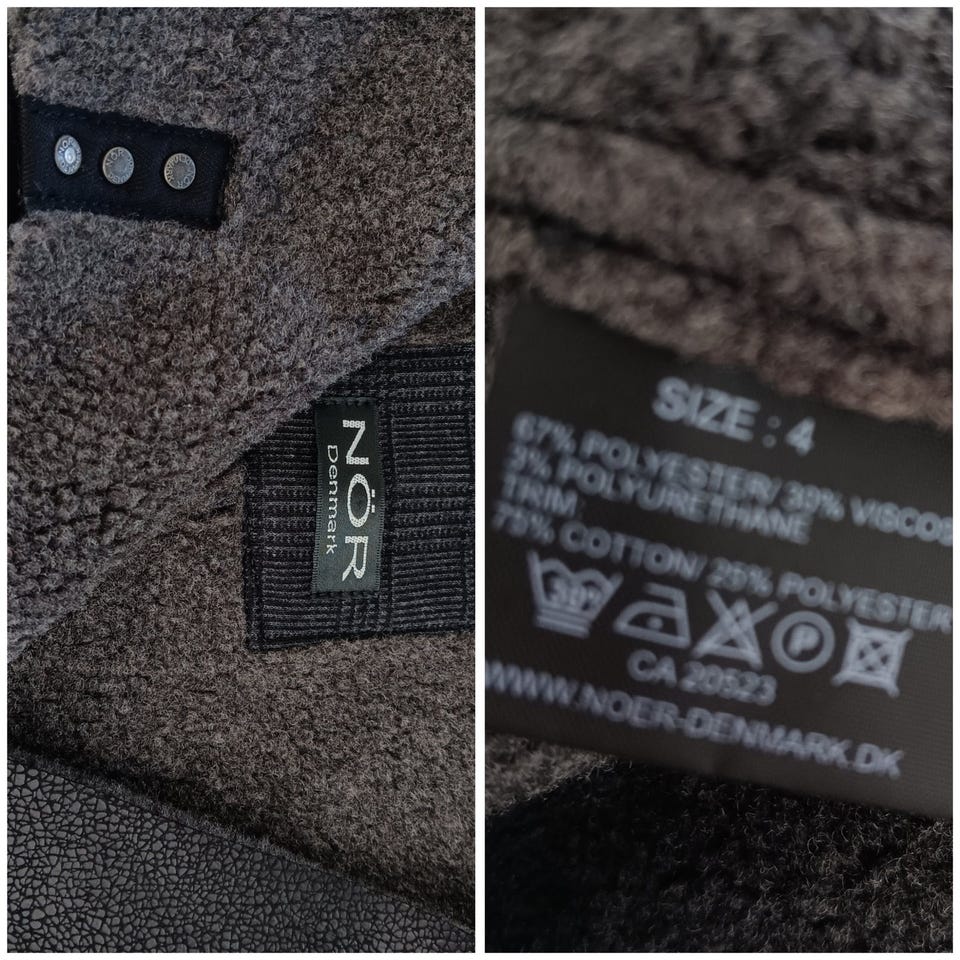 NÖR
Denmark
SIZE : 4
67% POLYESTER/ 30% VISCOS
3% POLYURETHANE
TRIM
75% COTTON/ 25% POLYESTER
30°
P
CA 20523
WWW.NOER-DENMARK.DK